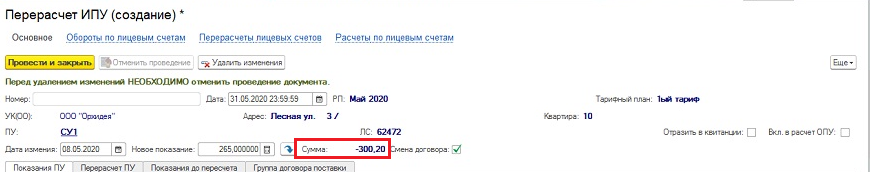 Перерасчет ИПУ (создание) *
Основное Обороты по лицевым счетам Перерасчеты лицевых счетов Расчеты по лицевым счетам
Провести и закрыть Отменить проведение Удалить изменения Еще
Перед удалением изменений НЕОБХОДИМО отменить проведение документа.
Номер: Дата: 31.05.2020 23:59:59 РП: Май 2020 Тарифный план: 1ый тариф
УК(ОО): ООО "Орхидея" Адрес: Лесная ул. 3 / Квартира: 10
ПУ: СУ1 ЛС: 62472 Отразить в квитанции: Вкл. в расчет ОПУ:
Дата измения: 08.05.2020 Новое показание: 265,000000 Сумма: -300,20 Смена договора:
Показания ПУ Перерасчет ПУ Показания до пересчета Группа договора поставки